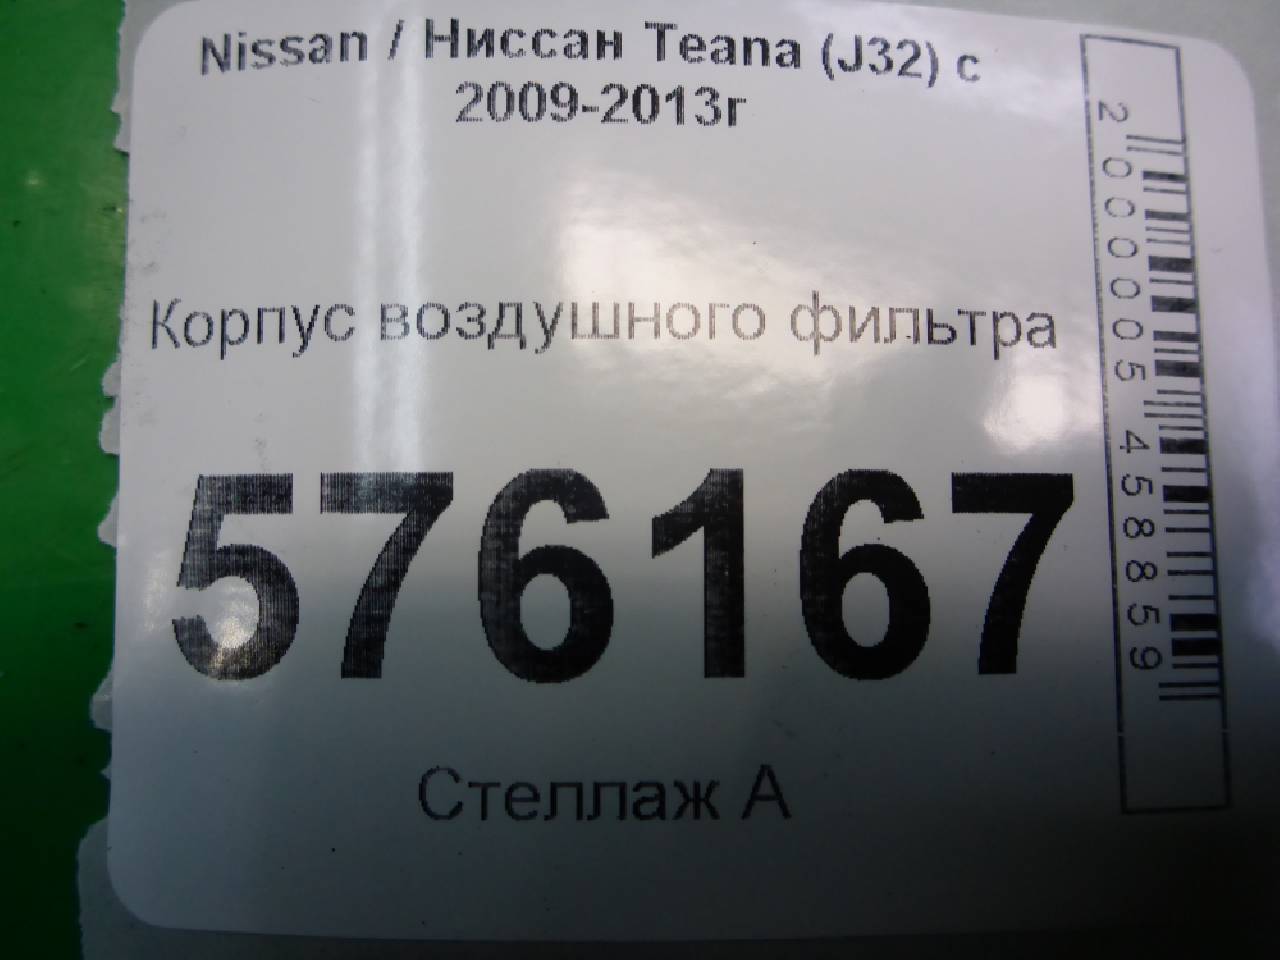 Nissan / Ниссан Teana (J32) с
2009-2013г
Корпус воздушного фильтра
576167
Стеллаж А
2000005458859